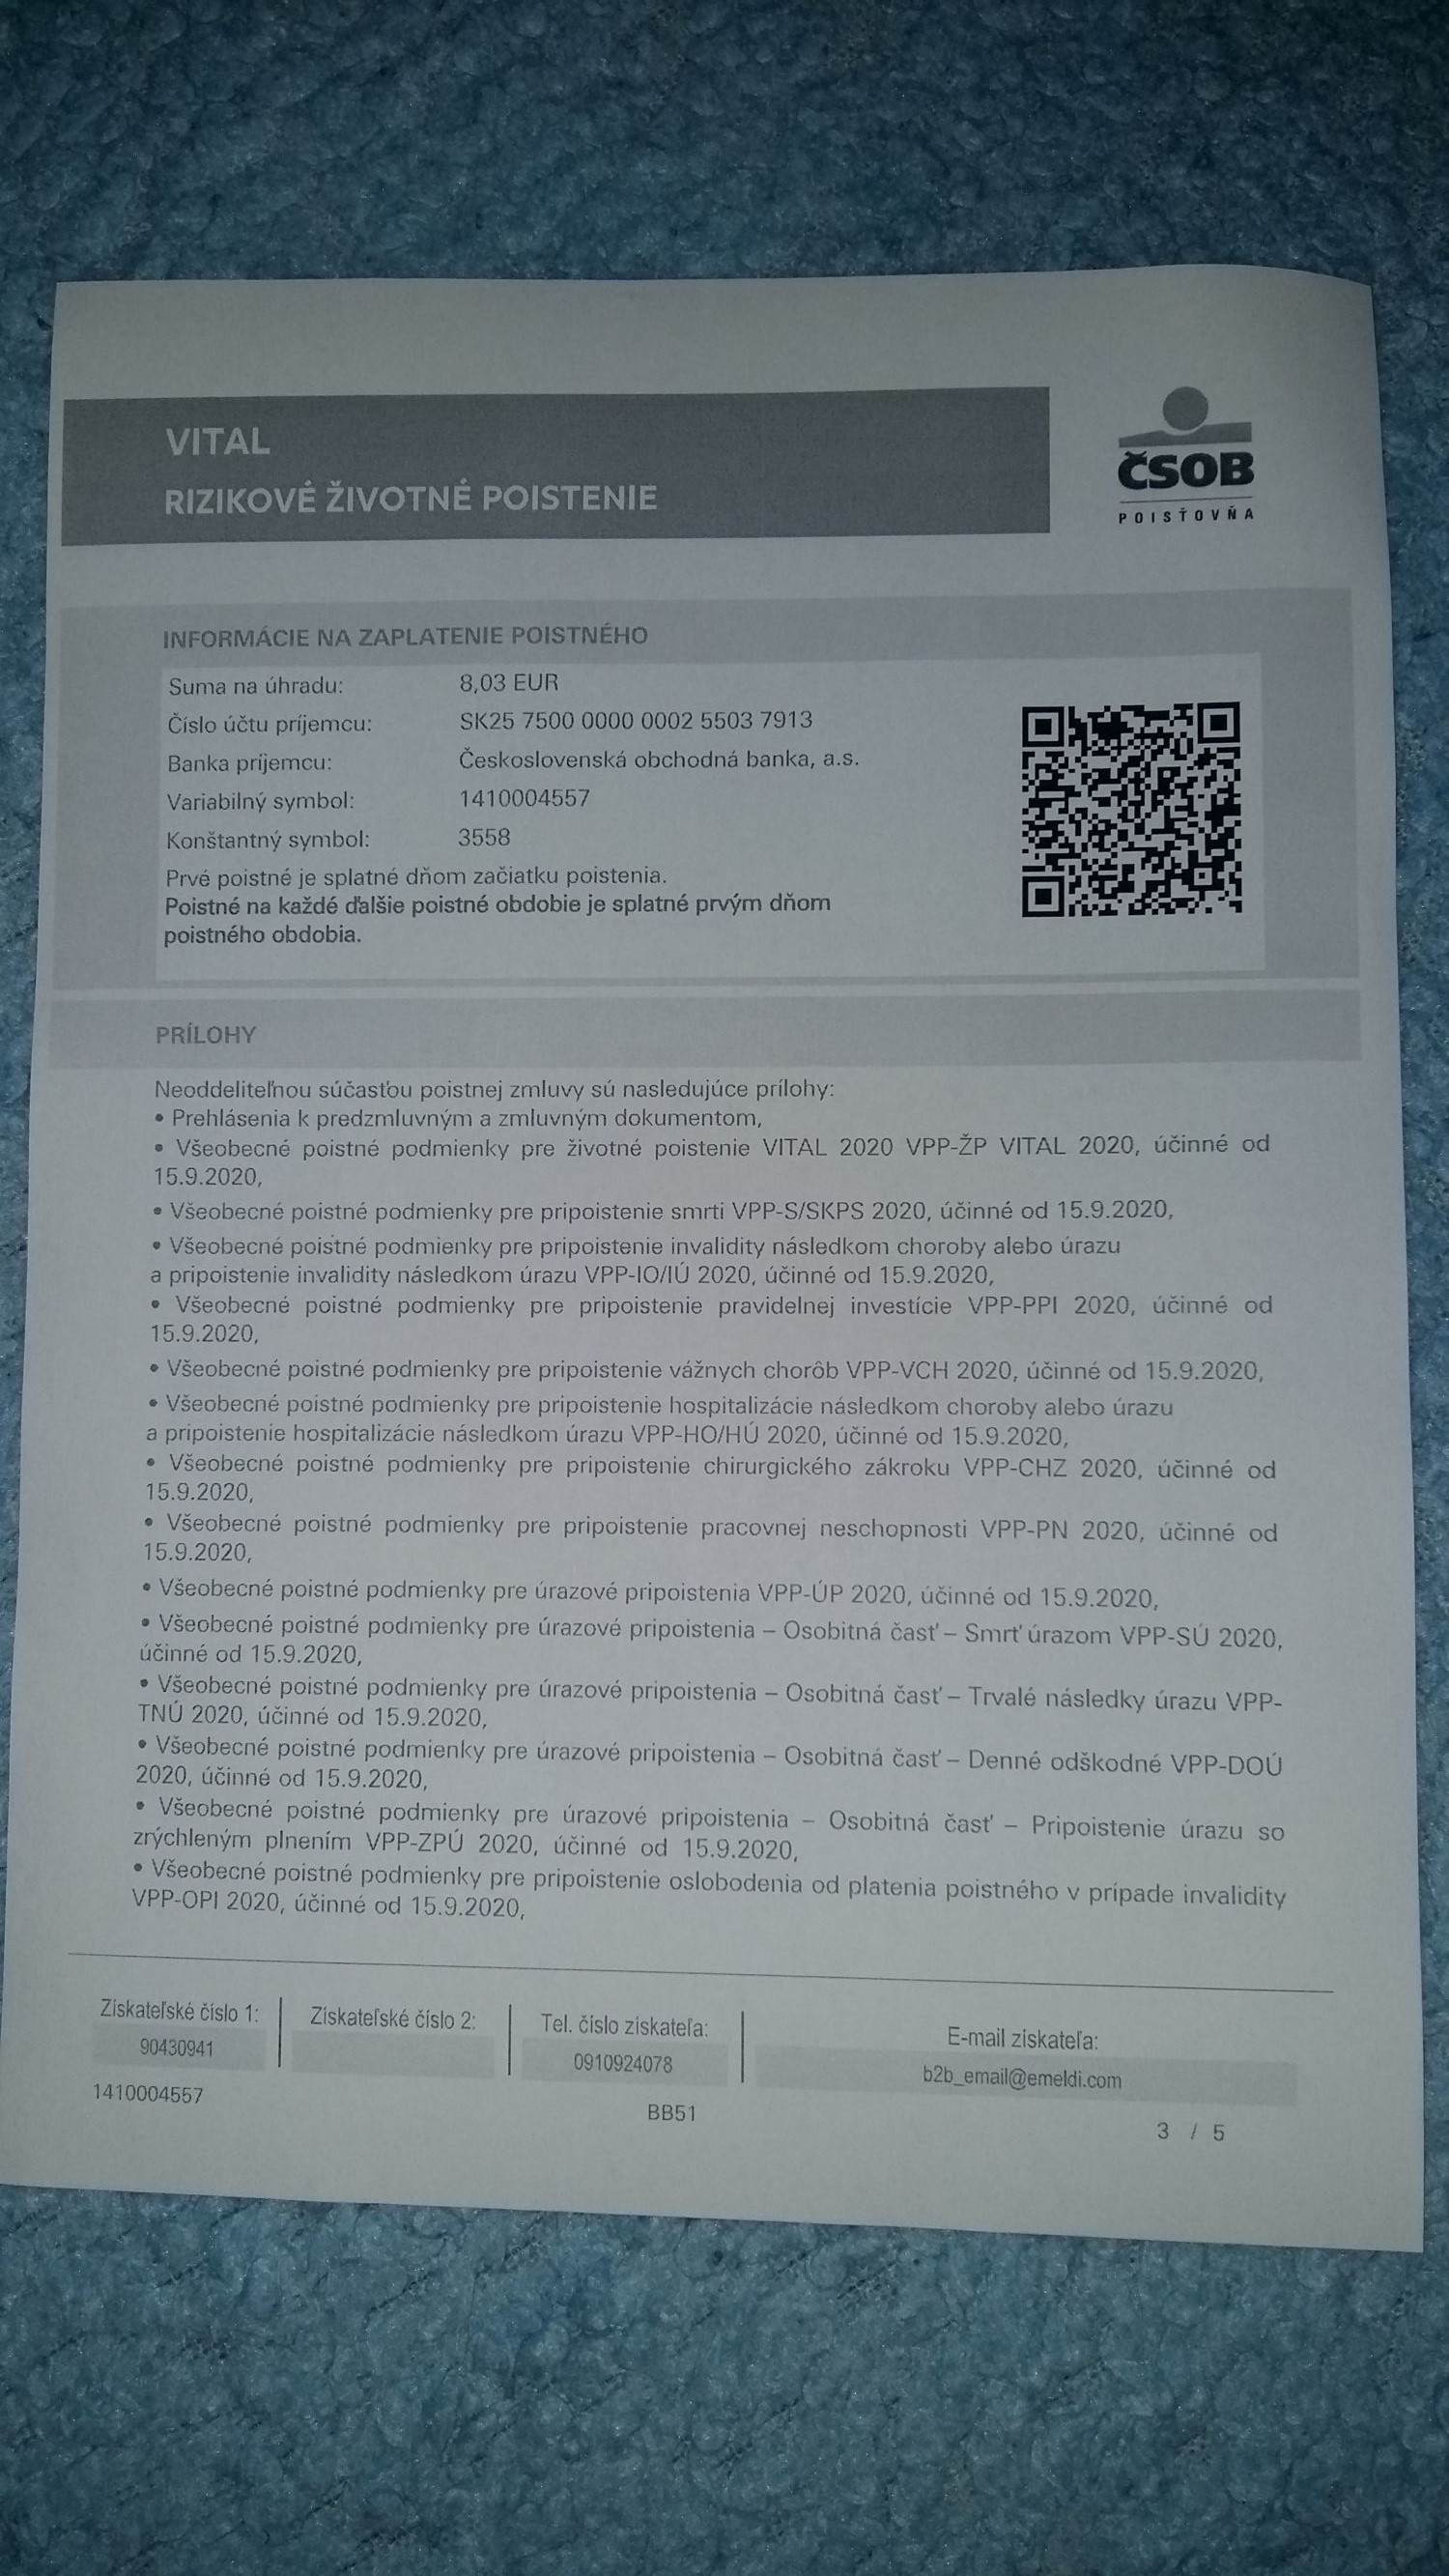 VITAL
RIZIKOVÉ ŽIVOTNÉ POISTENIE
ČSOB
POISŤOVŇA
INFORMÁCIE NA ZAPLATENIE POISTNÉHO
Suma na úhradu: 8,03 EUR
Číslo účtu príjemcu: SK25 7500 0000 0002 5503 7913
Banka príjemcu: Československá obchodná banka, a.s.
Variabilný symbol: 1410004557
Konštantný symbol: 3558
Prvé poistné je splatné dňom začiatku poistenia.
Poistné na každé ďalšie poistné obdobie je splatné prvým dňom
poistného obdobia.
PRÍLOHY
Neoddeliteľnou súčasťou poistnej zmluvy sú nasledujúce prílohy:
• Prehlásenia k predzmluvným a zmluvným dokumentom,
• Všeobecné poistné podmienky pre životné poistenie VITAL 2020 VPP-ŽP VITAL 2020, účinné od
15.9.2020,
• Všeobecné poistné podmienky pre pripoistenie smrti VPP-S/SKPS 2020, účinné od 15.9.2020,
• Všeobecné poistné podmienky pre pripoistenie invalidity následkom choroby alebo úrazu
a pripoistenie invalidity následkom úrazu VPP-IO/IÚ 2020, účinné od 15.9.2020,
• Všeobecné poistné podmienky pre pripoistenie pravidelnej investície VPP-PPI 2020, účinné od
15.9.2020,
• Všeobecné poistné podmienky pre pripoistenie vážnych chorôb VPP-VCH 2020, účinné od 15.9.2020,
• Všeobecné poistné podmienky pre pripoistenie hospitalizácie následkom choroby alebo úrazu
a pripoistenie hospitalizácie následkom úrazu VPP-HO/HÚ 2020, účinné od 15.9.2020,
• Všeobecné poistné podmienky pre pripoistenie chirurgického zákroku VPP-CHZ 2020, účinné od
15.9.2020,
• Všeobecné poistné podmienky pre pripoistenie pracovnej neschopnosti VPP-PN 2020, účinné od
15.9.2020,
• Všeobecné poistné podmienky pre úrazové pripoistenia VPP-ÚP 2020, účinné od 15.9.2020,
• Všeobecné poistné podmienky pre úrazové pripoistenia – Osobitná časť – Smrť úrazom VPP-SÚ 2020,
účinné od 15.9.2020,
• Všeobecné poistné podmienky pre úrazové pripoistenia – Osobitná časť – Trvalé následky úrazu VPP-
TNÚ 2020, účinné od 15.9.2020,
• Všeobecné poistné podmienky pre úrazové pripoistenia – Osobitná časť – Denné odškodné VPP-DOÚ
2020, účinné od 15.9.2020,
• Všeobecné poistné podmienky pre úrazové pripoistenia – Osobitná časť – Pripoistenie úrazu so
zrýchleným plnením VPP-ZPÚ 2020, účinné od 15.9.2020,
• Všeobecné poistné podmienky pre pripoistenie oslobodenia od platenia poistného v prípade invalidity
VPP-OPI 2020, účinné od 15.9.2020,
Získateľské číslo 1: Získateľské číslo 2: Tel. číslo získateľa: E-mail získateľa:
90430941 0910924078 b2b_email@emeldi.com
1410004557 BB51
3 / 5